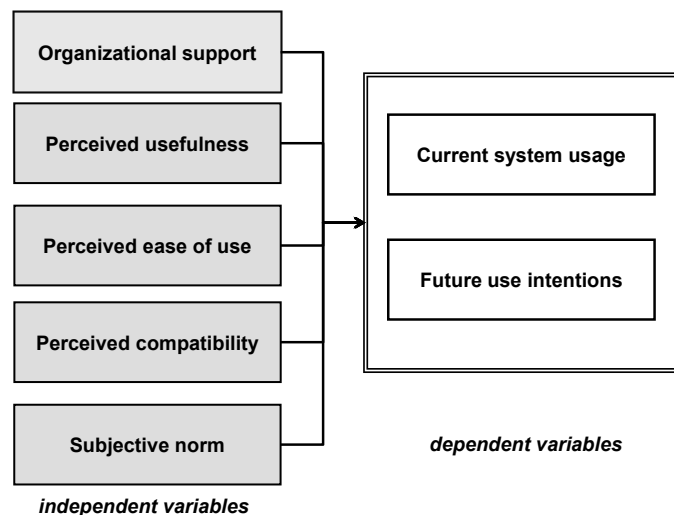 Organizational support
Perceived usefulness
Perceived ease of use
Perceived compatibility
Subjective norm
independent variables
Current system usage
Future use intentions
dependent variables